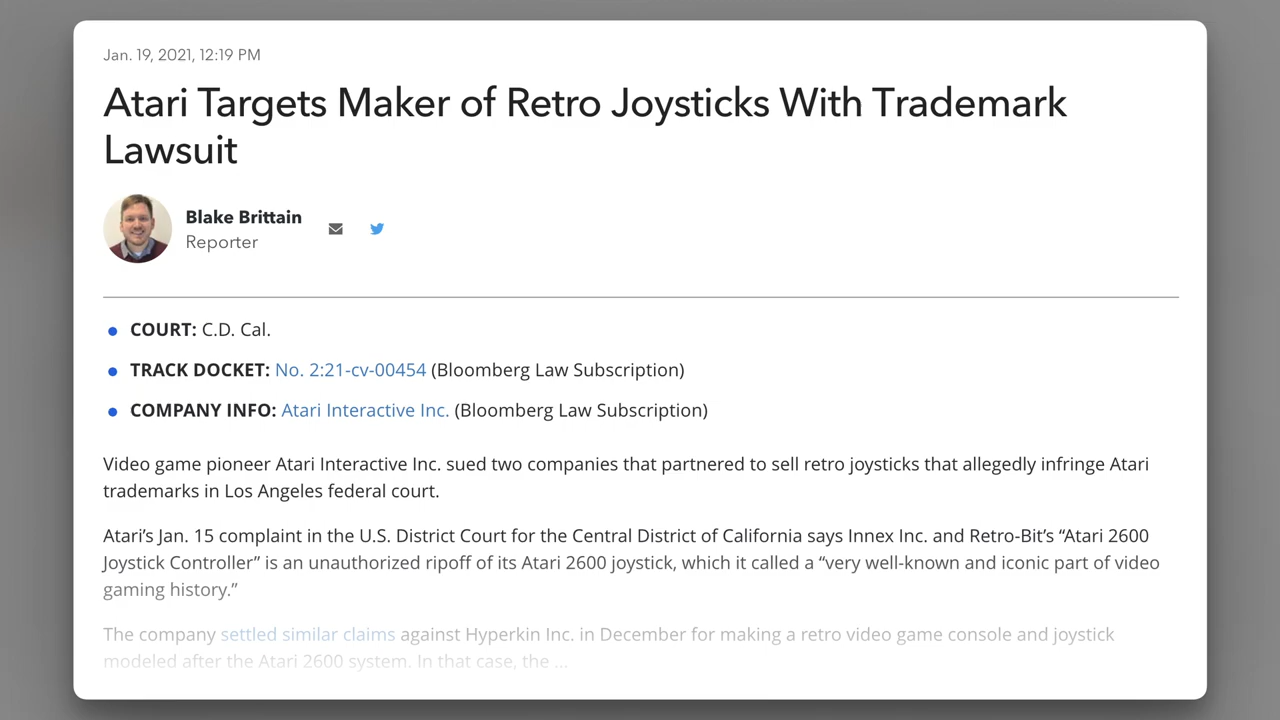 Jan. 19, 2021, 12:19 PM
Atari Targets Maker of Retro Joysticks With Trademark
Lawsuit
Blake Brittain
Reporter
COURT: C.D. Cal.
TRACK DOCKET: No. 2:21-cv-00454 (Bloomberg Law Subscription)
COMPANY INFO: Atari Interactive Inc. (Bloomberg Law Subscription)
Video game pioneer Atari Interactive Inc. sued two companies that partnered to sell retro joysticks that allegedly infringe Atari
trademarks in Los Angeles federal court.
Atari’s Jan. 15 complaint in the U.S. District Court for the Central District of California says Innex Inc. and Retro-Bit’s “Atari 2600
Joystick Controller” is an unauthorized ripoff of its Atari 2600 joystick, which it called a “very well-known and iconic part of video
gaming history.”
The company settled similar claims against Hyperkin Inc. in December for making a retro video game console and joystick
modeled after the Atari 2600 system. In that case, the ...